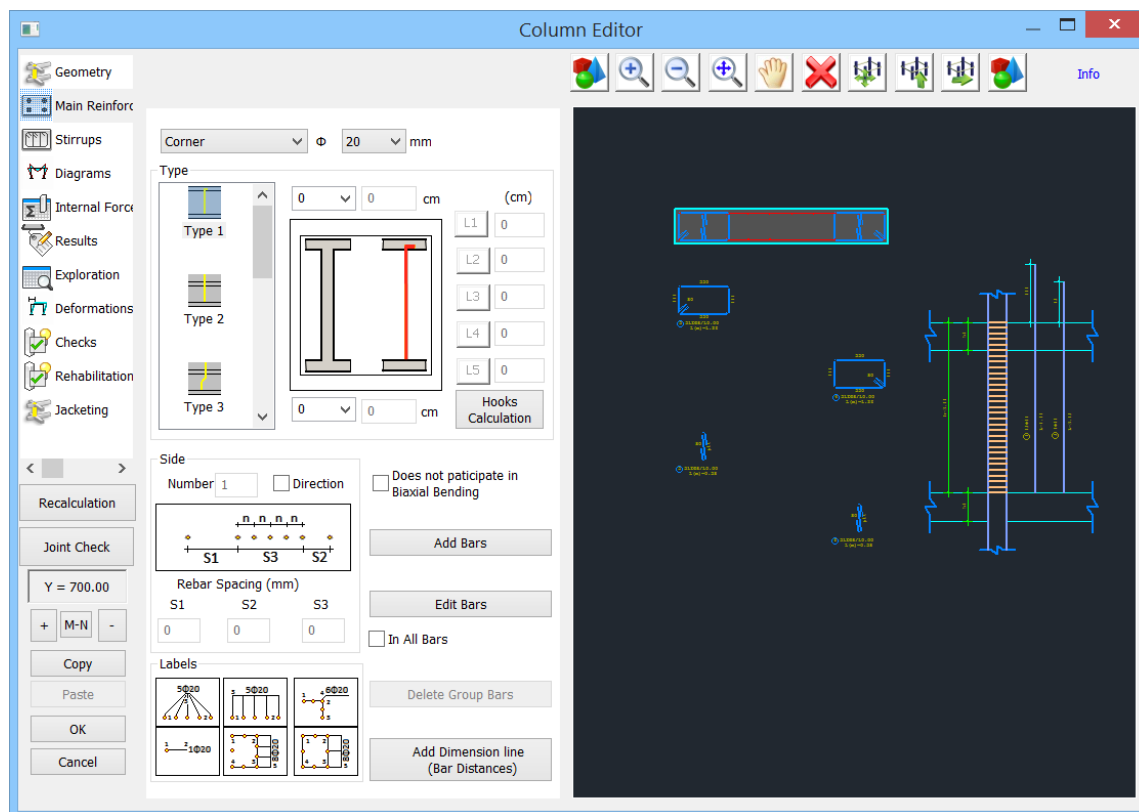 Column Editor
Geometry
Main Reinforc
Stirrups
Diagrams
Internal Force
Results
Exploration
Deformations
Checks
Rehabilitation
Jacketing
Recalculation
Joint Check
Y = 700.00
+ M-N -
Copy
Paste
OK
Cancel
Info
Corner Φ 20 mm
Type
Type 1
Type 2
Type 3
0 0 cm
(cm)
L1 0
L2 0
L3 0
L4 0
L5 0
0 0 cm
Hooks
Calculation
Side
Number 1 Direction
n n n n
S1 S3 S2
Rebar Spacing (mm)
S1 S2 S3
0 0 0
Does not paticipate in
Biaxial Bending
Add Bars
Edit Bars
In All Bars
Delete Group Bars
Add Dimension line
(Bar Distances)
Labels
5Φ20
5Φ20
6Φ20
1Φ20
8Φ20
8Φ20